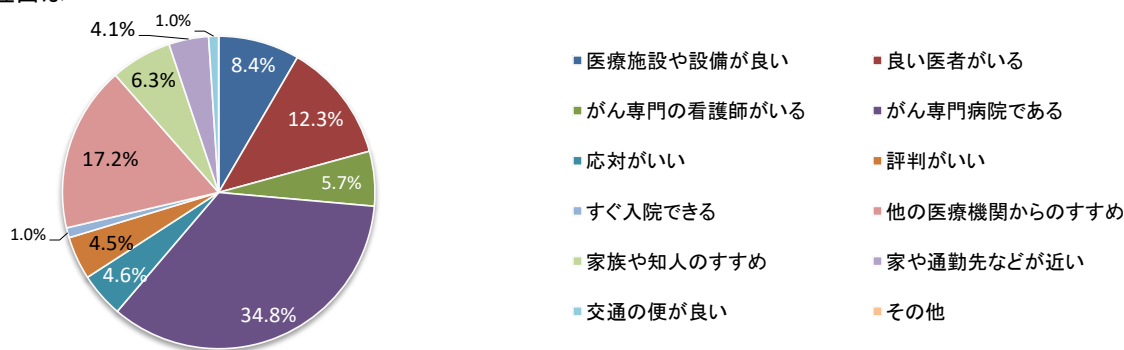 1.0%
4.1%
6.3%
8.4%
12.3%
17.2%
5.7%
1.0%
4.5%
4.6%
34.8%
医療施設や設備が良い
良い医者がいる
がん専門の看護師がいる
がん専門病院である
応対がいい
評判がいい
すぐ入院できる
他の医療機関からのすすめ
家族や知人のすすめ
家や通勤先などが近い
交通の便が良い
その他